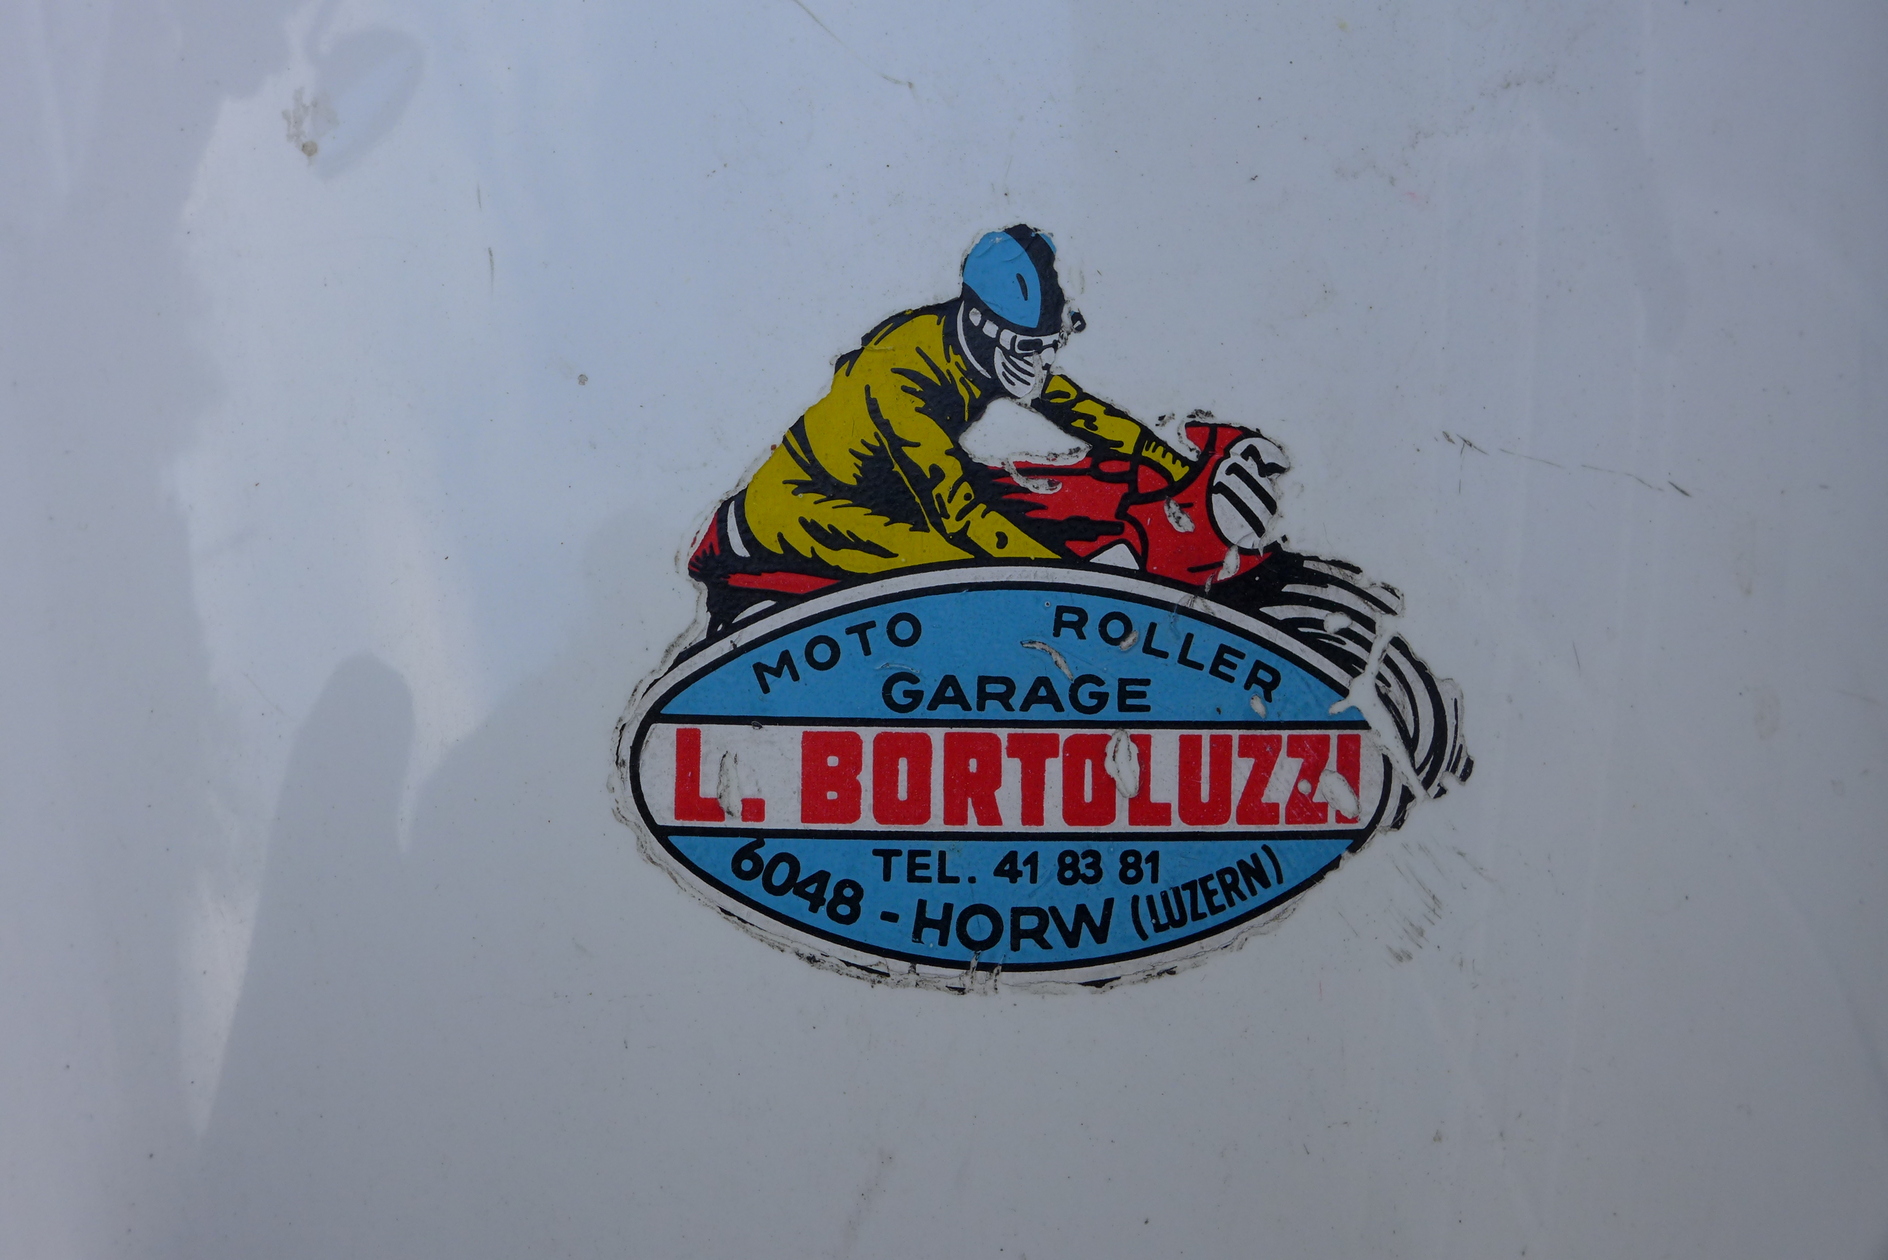 MOTO ROLLER
GARAGE
L. BORTOLUZZI
TEL. 41 83 81
6048 - HORW (LUZERN)